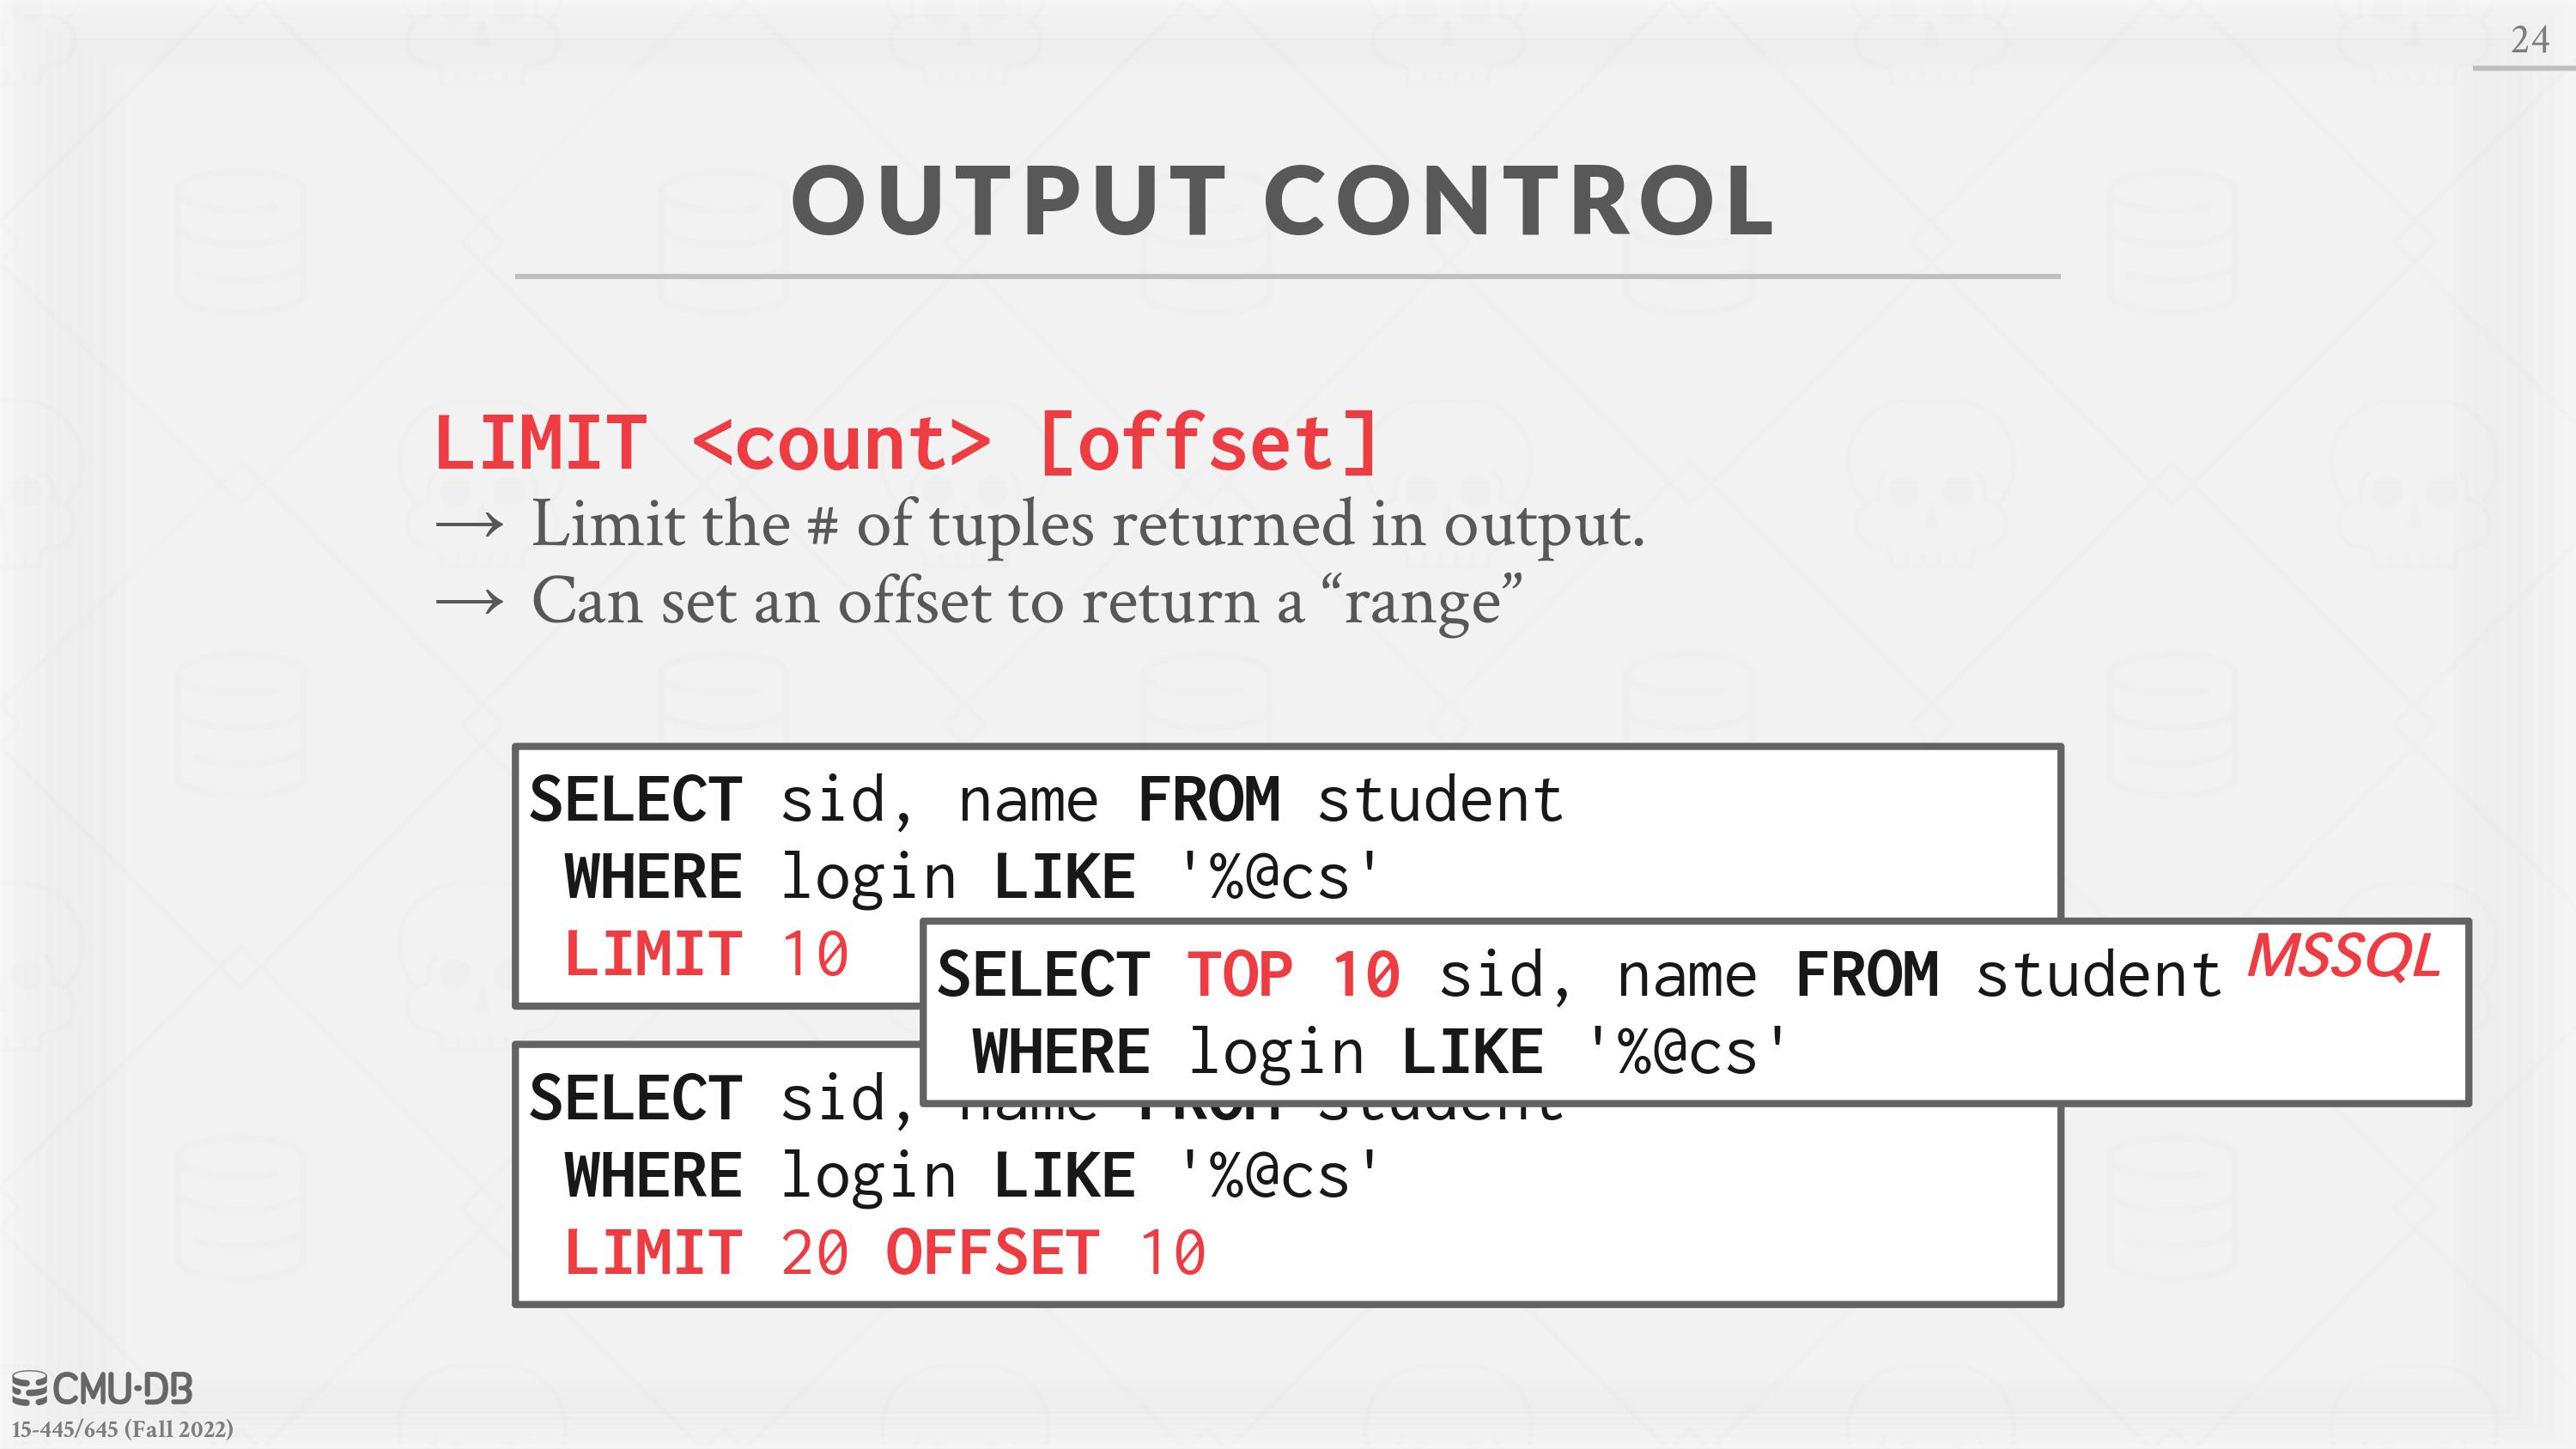 24
OUTPUT CONTROL
LIMIT <count> [offset]
→ Limit the # of tuples returned in output.
→ Can set an offset to return a “range”
SELECT sid, name FROM student
WHERE login LIKE '%@cs'
LIMIT 10
SELECT TOP 10 sid, name FROM student MSSQL
WHERE login LIKE '%@cs'
SELECT sid, name FROM student
WHERE login LIKE '%@cs'
LIMIT 20 OFFSET 10
CMU·DB
15-445/645 (Fall 2022)